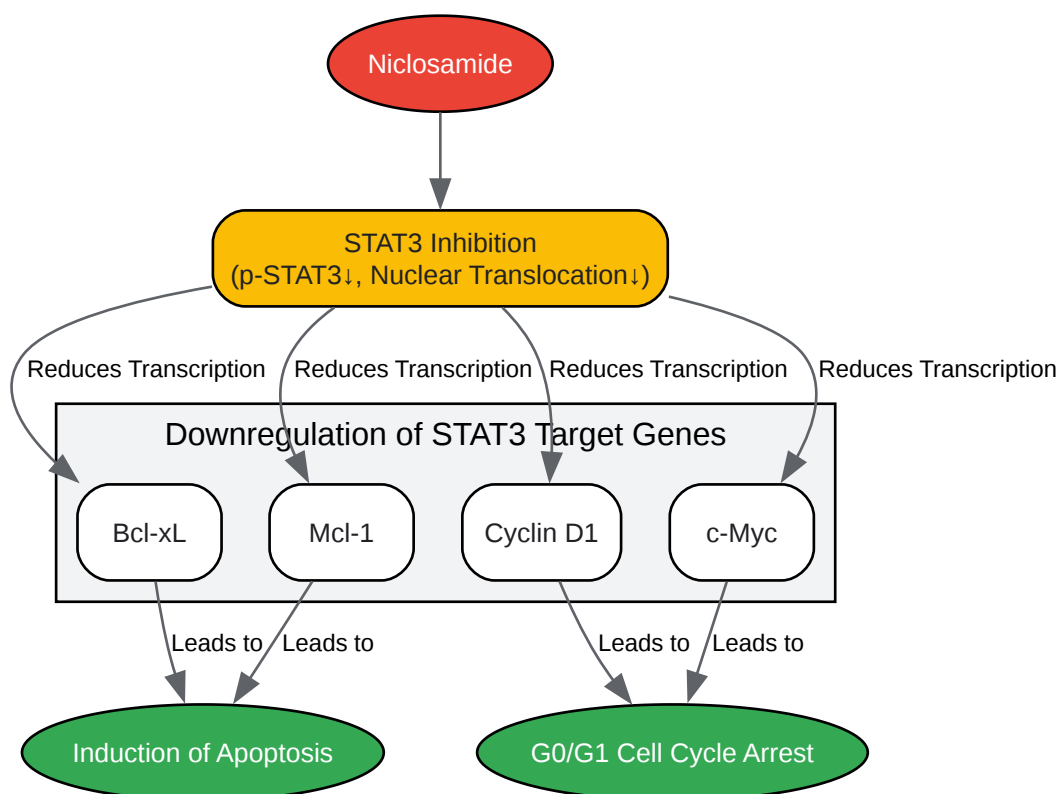 Niclosamide
STAT3 Inhibition
(p-STAT3↓, Nuclear Translocation↓)
Reduces Transcription
Reduces Transcription
Reduces Transcription
Reduces Transcription
Downregulation of STAT3 Target Genes
Bcl-xL
Mcl-1
Cyclin D1
c-Myc
Leads to
Leads to
Leads to
Leads to
Induction of Apoptosis
G0/G1 Cell Cycle Arrest